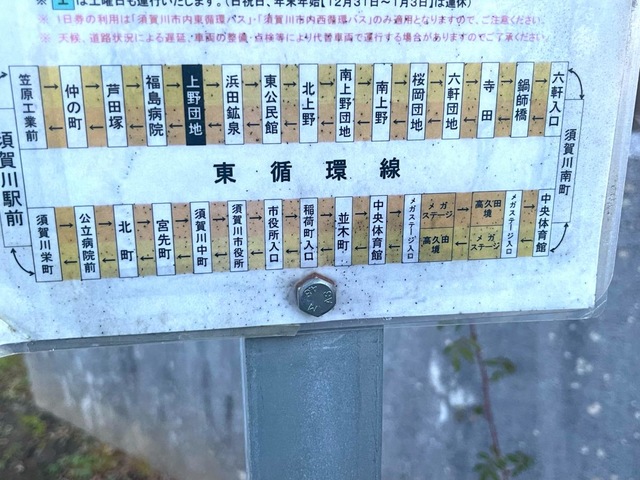 ※ 土は土曜日も運行いたします。(日祝日、年末年始【12月31日〜1月3日】は運休)
※ 1日券の利用は「須賀川市内東循環バス」・「須賀川市内西循環バス」のみ適用となりますので、ご注意ください。
※ 天候、道路状況による遅延、車両の整備・点検等により代替車両で運行する場合がありますのでご了承ください。
笠原工業前
仲の町
芦田塚
福島病院
上野団地
浜田鉱泉
東公民館
北上野
南上野団地
南上野
桜岡団地
六軒団地
寺田
鍋師橋
六軒入口
須賀川駅前
東循環線
須賀川南町
須賀川栄町
公立病院前
北町
宮先町
須賀川中町
須賀川市役所
市役所入口
稲荷町入口
並木町
中央体育館
メガステージ入口
メガステージ
高久田境
高久田境
メガステージ
メガステージ入口
中央体育館